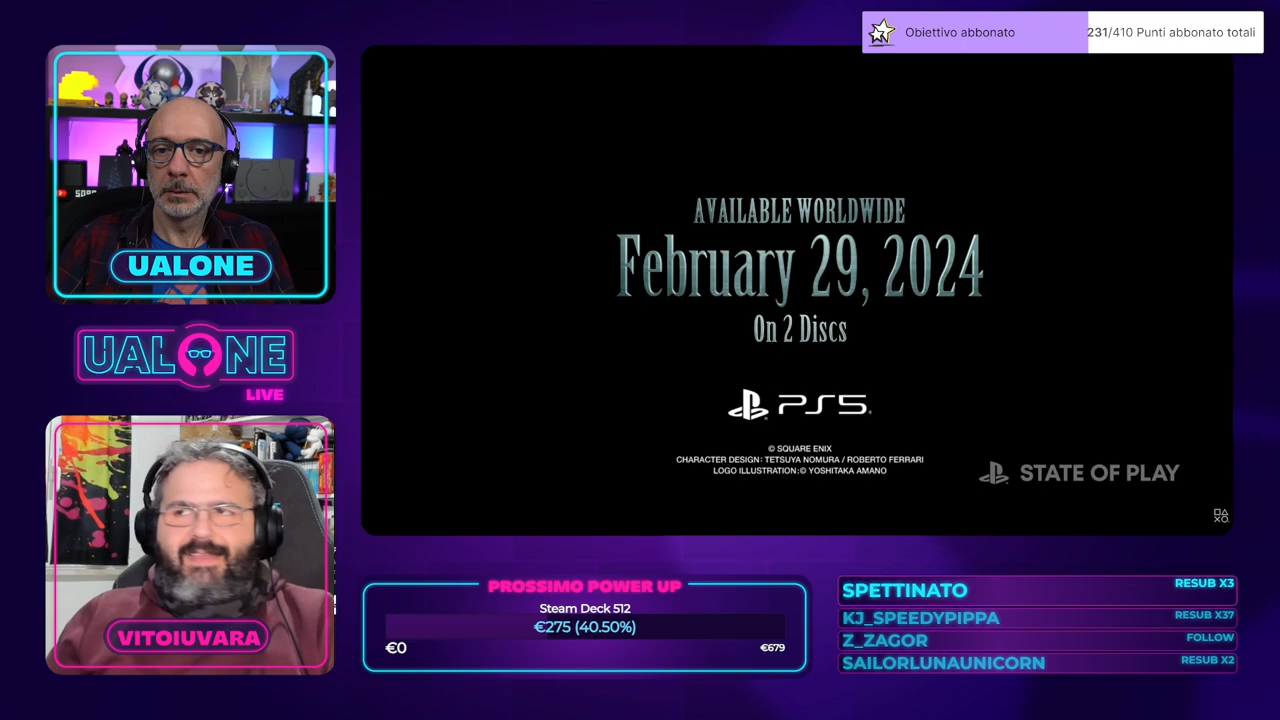 Obiettivo abbonato
231/410 Punti abbonato totali
UALONE
UALONE
LIVE
VITOIUVARA
AVAILABLE WORLDWIDE
February 29, 2024
On 2 Discs
PS5
© SQUARE ENIX
CHARACTER DESIGN: TETSUYA NOMURA / ROBERTO FERRARI
LOGO ILLUSTRATION:© YOSHITAKA AMANO
STATE OF PLAY
PROSSIMO POWER UP
Steam Deck 512
€275 (40.50%)
€0
€679
SPETTINATO RESUB X3
KJ_SPEEDYPIPPA RESUB X37
Z_ZAGOR FOLLOW
SAILORLUNAUNICORN RESUB X2